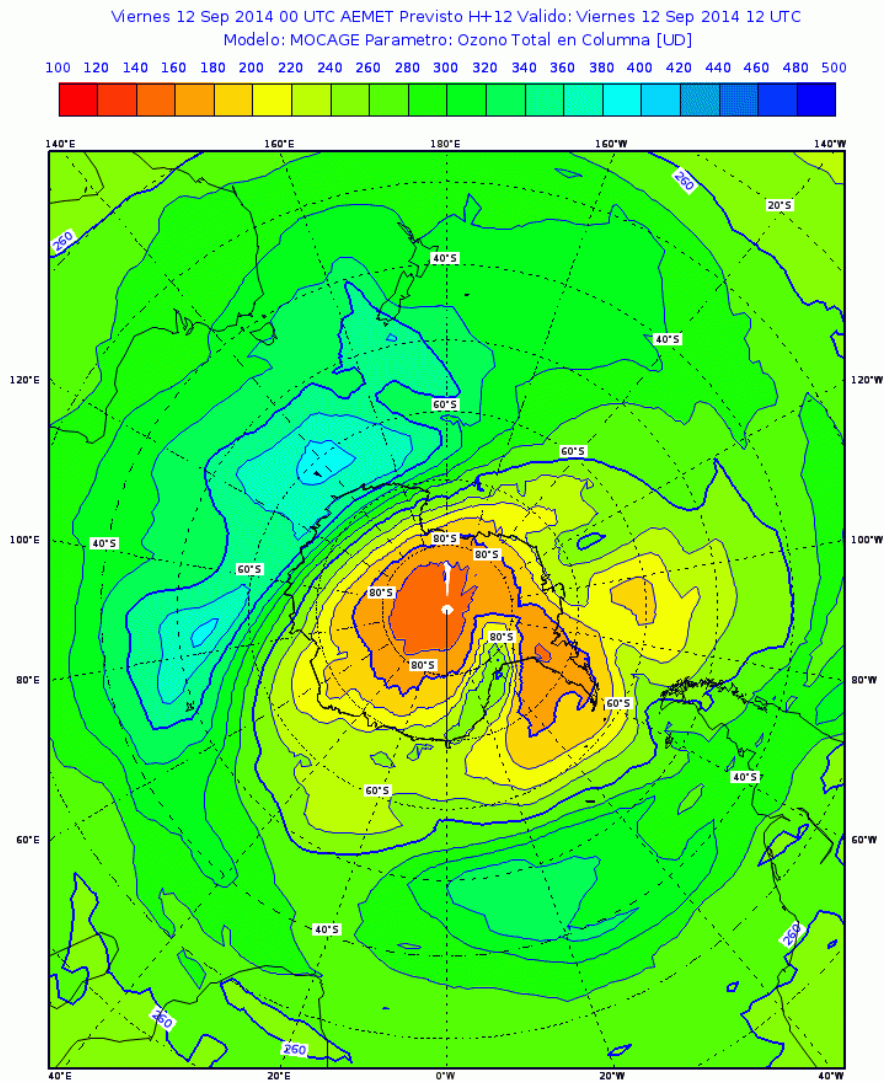 Viernes 12 Sep 2014 00 UTC AEMET Previsto H+12 Valido: Viernes 12 Sep 2014 12 UTC
Modelo: MOCAGE Parametro: Ozono Total en Columna [UD]
100 120 140 160 180 200 220 240 260 280 300 320 340 360 380 400 420 440 460 480 500
140°E 160°E 180°E 160°W 140°W
260
20°S
260
40°S
40°S
120°E 120°W
60°S
60°S
100°E 40°S 80°S 100°W
80°S
60°S
80°S
80°S
80°S
80°E 80°W
60°S
40°S
60°S
60°E 60°W
40°S
260
260
260
40°E 20°E 0°W 20°W 40°W